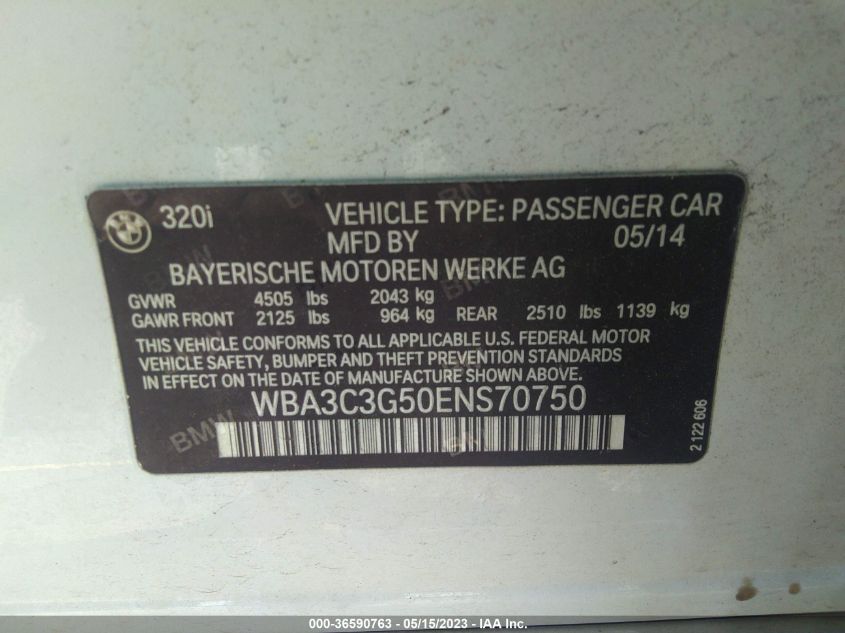 320i VEHICLE TYPE: PASSENGER CAR
MFD BY 05/14
BAYERISCHE MOTOREN WERKE AG
GVWR 4505 lbs 2043 kg
GAWR FRONT 2125 lbs 964 kg REAR 2510 lbs 1139 kg
THIS VEHICLE CONFORMS TO ALL APPLICABLE U.S. FEDERAL MOTOR
VEHICLE SAFETY, BUMPER AND THEFT PREVENTION STANDARDS
IN EFFECT ON THE DATE OF MANUFACTURE SHOWN ABOVE.
WBA3C3G50ENS70750
2 122 606
BMW
000-36590763 - 05/15/2023 - IAA Inc.